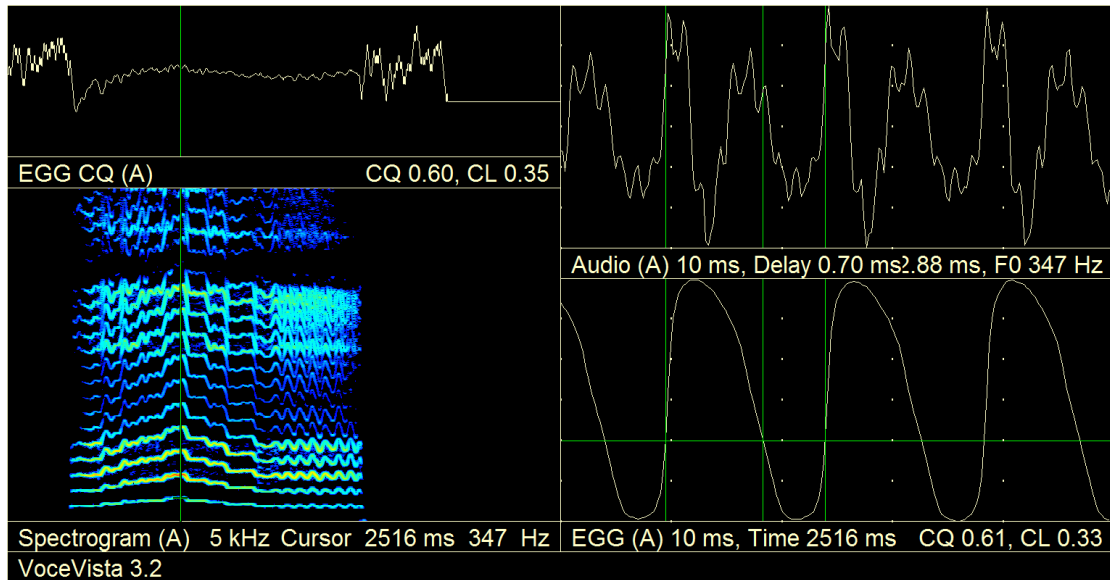 EGG CQ (A) CQ 0.60, CL 0.35
Audio (A) 10 ms, Delay 0.70 ms2.88 ms, F0 347 Hz
Spectrogram (A) 5 kHz Cursor 2516 ms 347 Hz
EGG (A) 10 ms, Time 2516 ms CQ 0.61, CL 0.33
VoceVista 3.2